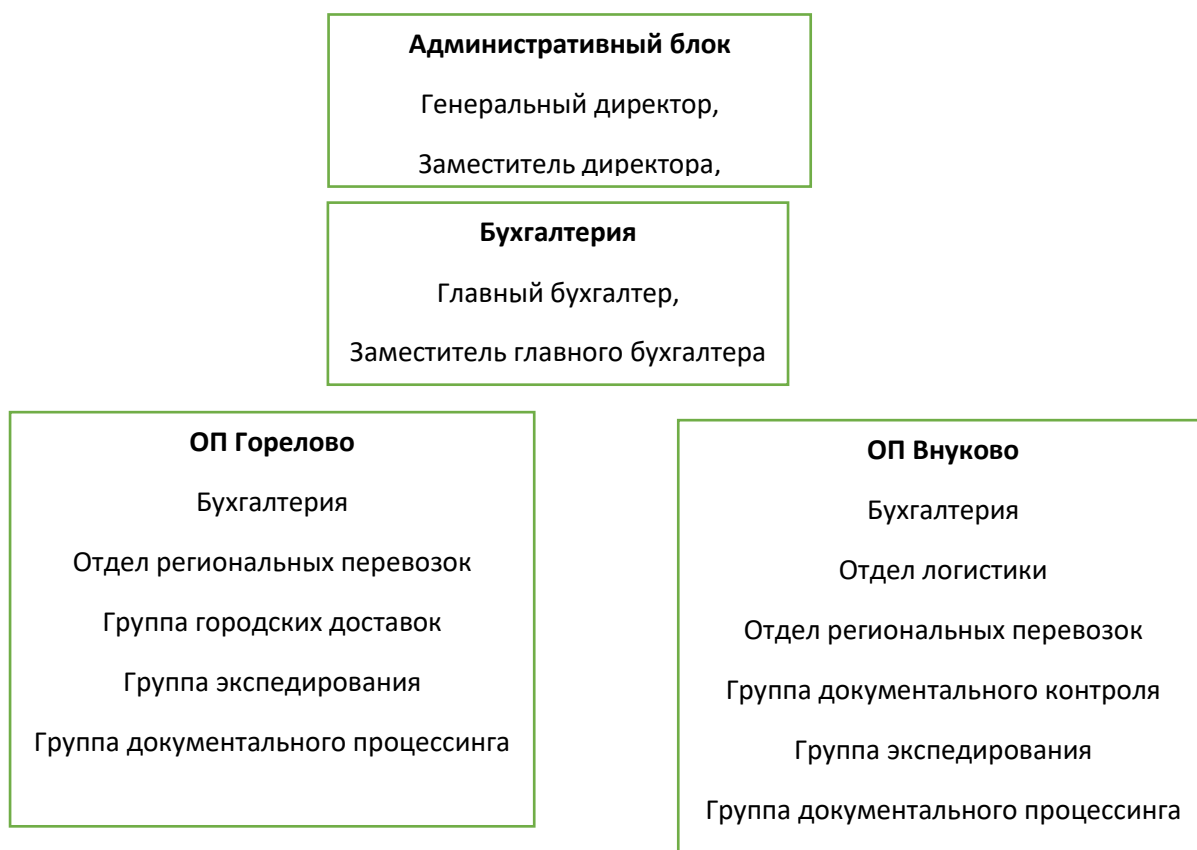 Административный блок
Генеральный директор,
Заместитель директора,
Бухгалтерия
Главный бухгалтер,
Заместитель главного бухгалтера
ОП Горелово
Бухгалтерия
Отдел региональных перевозок
Группа городских доставок
Группа экспедирования
Группа документального процессинга
ОП Внуково
Бухгалтерия
Отдел логистики
Отдел региональных перевозок
Группа документального контроля
Группа экспедирования
Группа документального процессинга